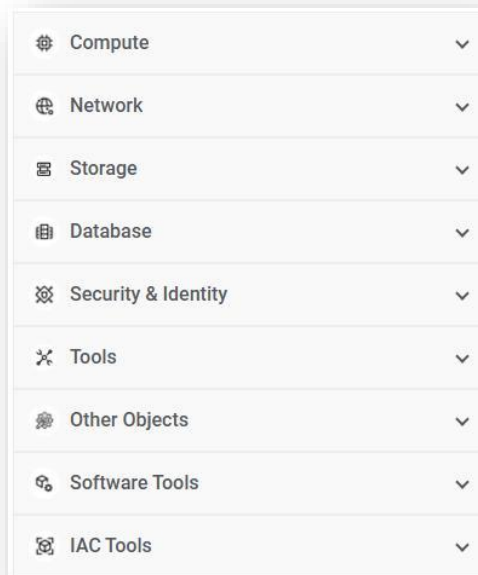 Compute
Network
Storage
Database
Security & Identity
Tools
Other Objects
Software Tools
IAC Tools